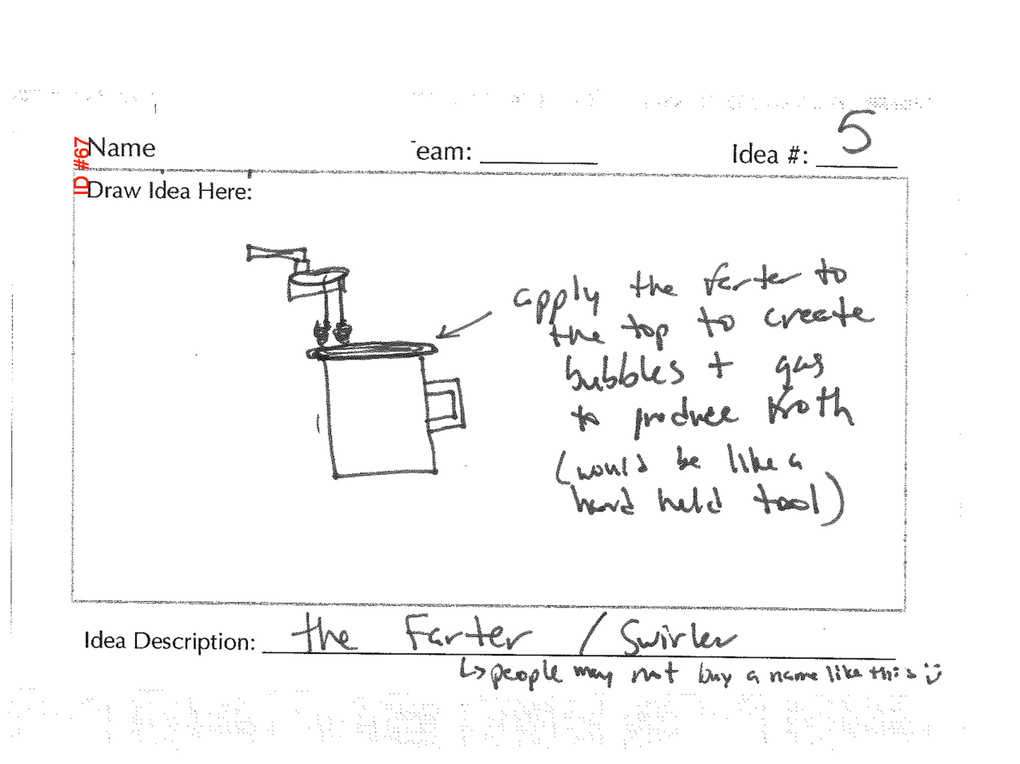 ID #67
Name eam: Idea #: 5
Draw Idea Here:
apply the farter to
the top to create
bubbles + gas
to produce froth
(would be like a
hand held tool)
Idea Description: the Farter / Swirler
↳ people may not buy a name like this :)